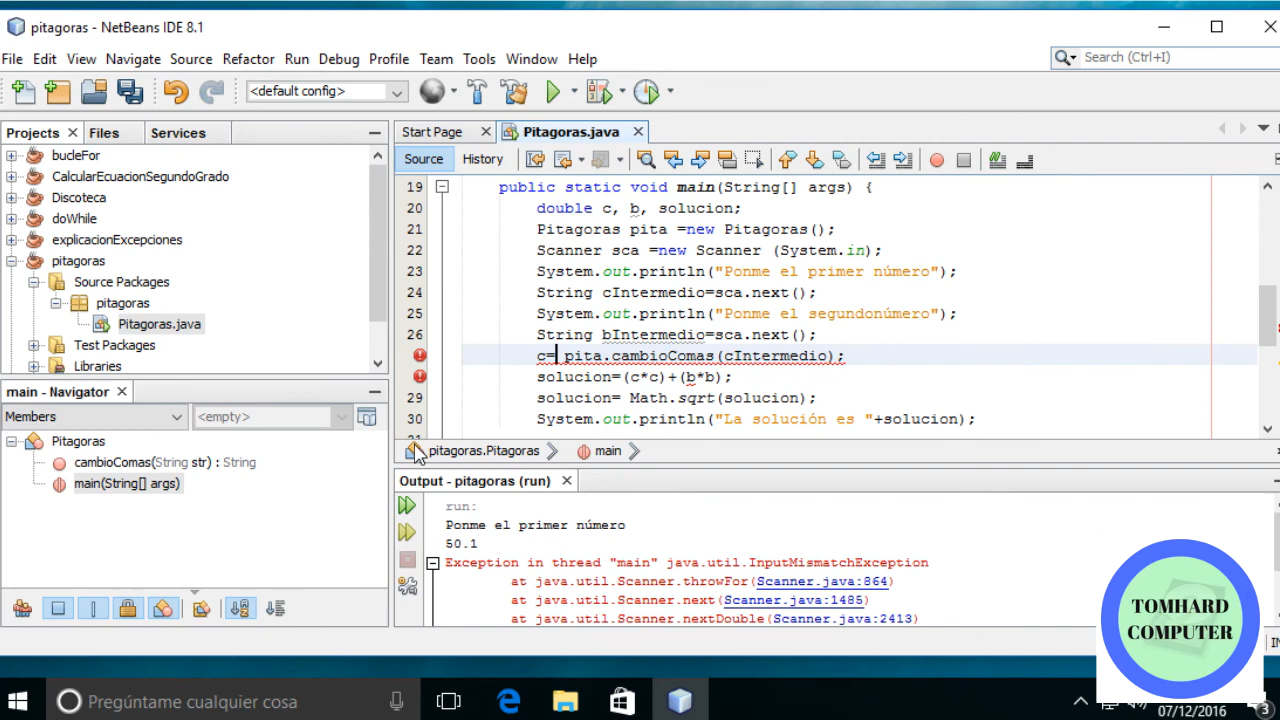 pitagoras - NetBeans IDE 8.1
File Edit View Navigate Source Refactor Run Debug Profile Team Tools Window Help
Search (Ctrl+I)
<default config>
Projects Files Services
budeFor
CalcularEcuacionSegundoGrado
Discoteca
doWhile
explicacionExcepciones
pitagoras
Source Packages
pitagoras
Pitagoras.java
Test Packages
Libraries
main - Navigator
Members <empty>
Pitagoras
cambioComas(String str) : String
main(String[] args)
Start Page Pitagoras.java
Source History
19 public static void main(String[] args) {
20 double c, b, solucion;
21 Pitagoras pita =new Pitagoras();
22 Scanner sca =new Scanner (System.in);
23 System.out.println("Ponme el primer número");
24 String cIntermedio=sca.next();
25 System.out.println("Ponme el segundonúmero");
26 String bIntermedio=sca.next();
c= pita.cambioComas(cIntermedio);
solucion=(c*c)+(b*b);
29 solucion= Math.sqrt(solucion);
30 System.out.println("La solución es "+solucion);
pitagoras.Pitagoras main
Output - pitagoras (run)
run:
Ponme el primer número
50.1
Exception in thread "main" java.util.InputMismatchException
at java.util.Scanner.throwFor(Scanner.java:864)
at java.util.Scanner.next(Scanner.java:1485)
at java.util.Scanner.nextDouble(Scanner.java:2413)
TOMHARD
COMPUTER
Pregúntame cualquier cosa
07/12/2016
3